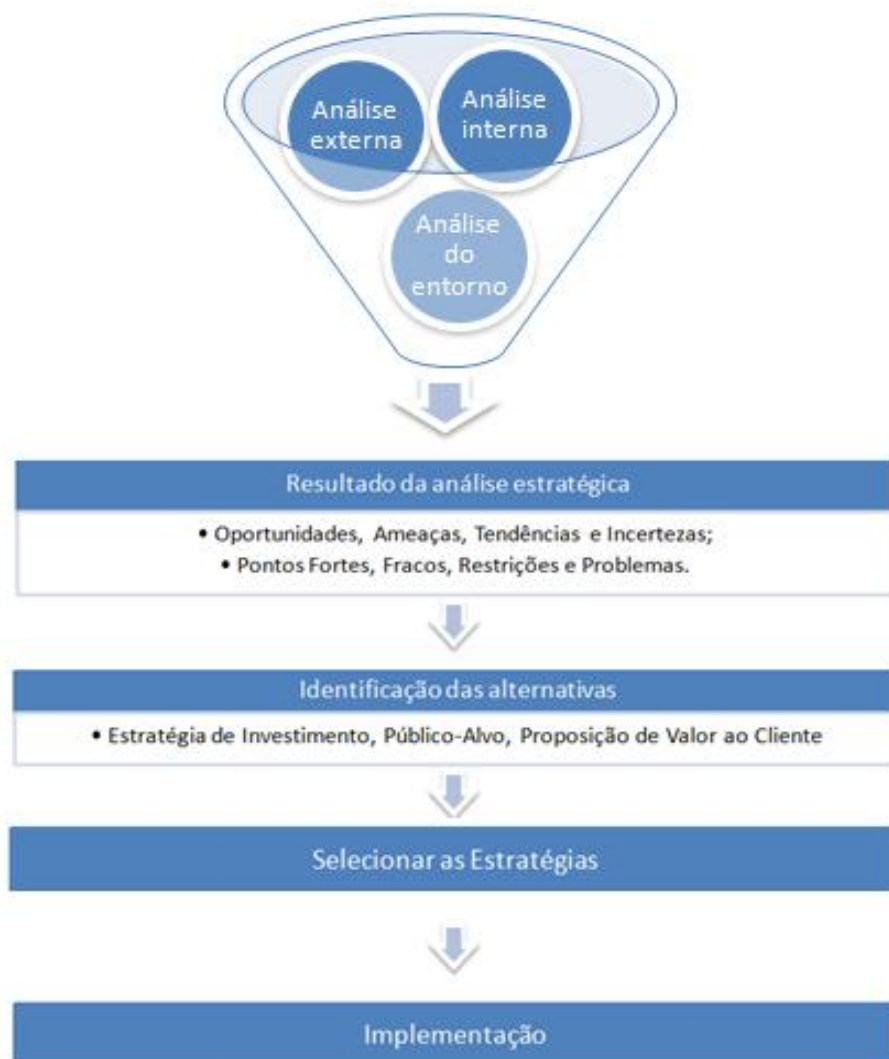 Análise
externa
Análise
interna
Análise
do
entorno
Resultado da análise estratégica
• Oportunidades, Ameaças, Tendências e Incertezas;
• Pontos Fortes, Fracos, Restrições e Problemas.
Identificação das alternativas
• Estratégia de Investimento, Público-Alvo, Proposição de Valor ao Cliente
Selecionar as Estratégias
Implementação